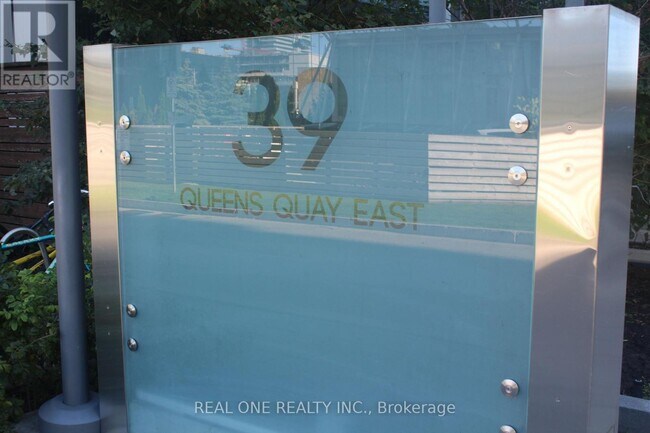 REALTOR®
39
QUEENS QUAY EAST
REAL ONE REALTY INC., Brokerage